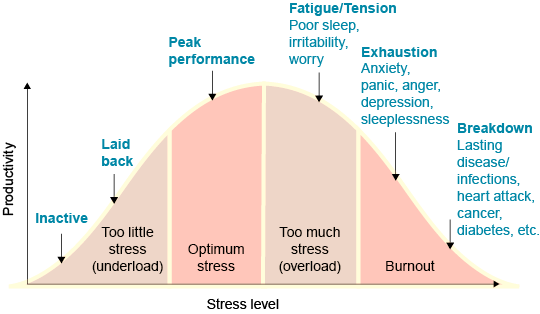 Fatigue/Tension
Poor sleep,
irritability,
worry
Peak
performance
Exhaustion
Anxiety,
panic, anger,
depression,
sleeplessness
Breakdown
Lasting
disease/
infections,
heart attack,
cancer,
diabetes, etc.
Laid
back
Inactive
Productivity
Too little
stress
(underload)
Optimum
stress
Too much
stress
(overload)
Burnout
Stress level